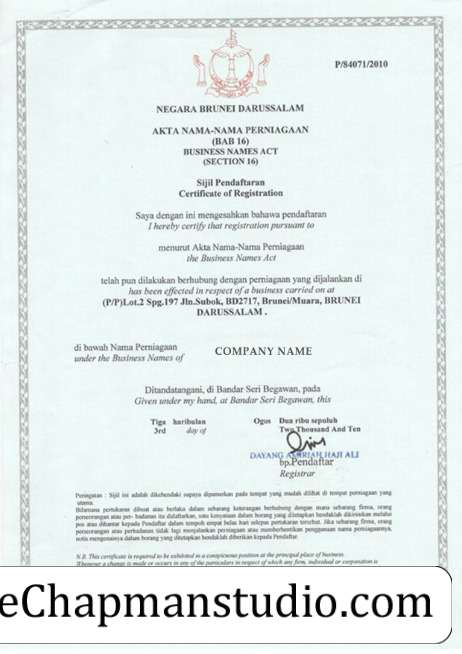 P/84071/2010
NEGARA BRUNEI DARUSSALAM
AKTA NAMA-NAMA PERNIAGAAN
(BAB 16)
BUSINESS NAMES ACT
(SECTION 16)
Sijil Pendaftaran
Certificate of Registration
Saya dengan ini mengesahkan bahawa pendaftaran
I hereby certify that registration pursuant to
menurut Akta Nama-Nama Perniagaan
the Business Names Act
telah pun dilakukan berhubung dengan perniagaan yang dijalankan di
has been effected in respect of a business carried on at
(P/P)Lot.2 Spg.197 Jln.Subok, BD2717, Brunei/Muara, BRUNEI
DARUSSALAM .
di bawah Nama Perniagaan
under the Business Names of
COMPANY NAME
Ditandatangani, di Bandar Seri Begawan, pada
Given under my hand, at Bandar Seri Begawan, this
Tiga haribulan Ogos Dua ribu sepuluh
3rd day of Two Thousand And Ten
DAYANG AMIRIAH HAJI ALI
bp.Pendaftar
Registrar
Peringatan : Sijil ini adalah dikehendaki supaya dipamerkan pada tempat yang mudah dilihat di tempat perniagaan yang
utama.
Bilamana pertukaran dibuat atau berlaku dalam sebarang keterangan berhubung dengan mana sebarang firma, orang
perseorangan atau per- badanan itu didaftarkan, satu kenyataan dalam borang yang ditetapkan hendaklah dikirimkan melalui
pos atau dihantar kepada Pendaftar dalam tempoh empat belas hari selepas pertukaran tersebut. Jika sebarang firma, orang
perseorangan atau perbadanan tidak lagi menjalankan perniagaan atau memberhentikan penggunaan nama perniagaannya,
notis mengenainya dalam borang yang ditetapkan hendaklah diberikan kepada Pendaftar.
N.B. This certificate is required to be exhibited in a conspicuous position at the principal place of business.
Whenever a change is made or occurs in any of the particulars in respect of which any firm, individual or corporation is
eChapmanstudio.com